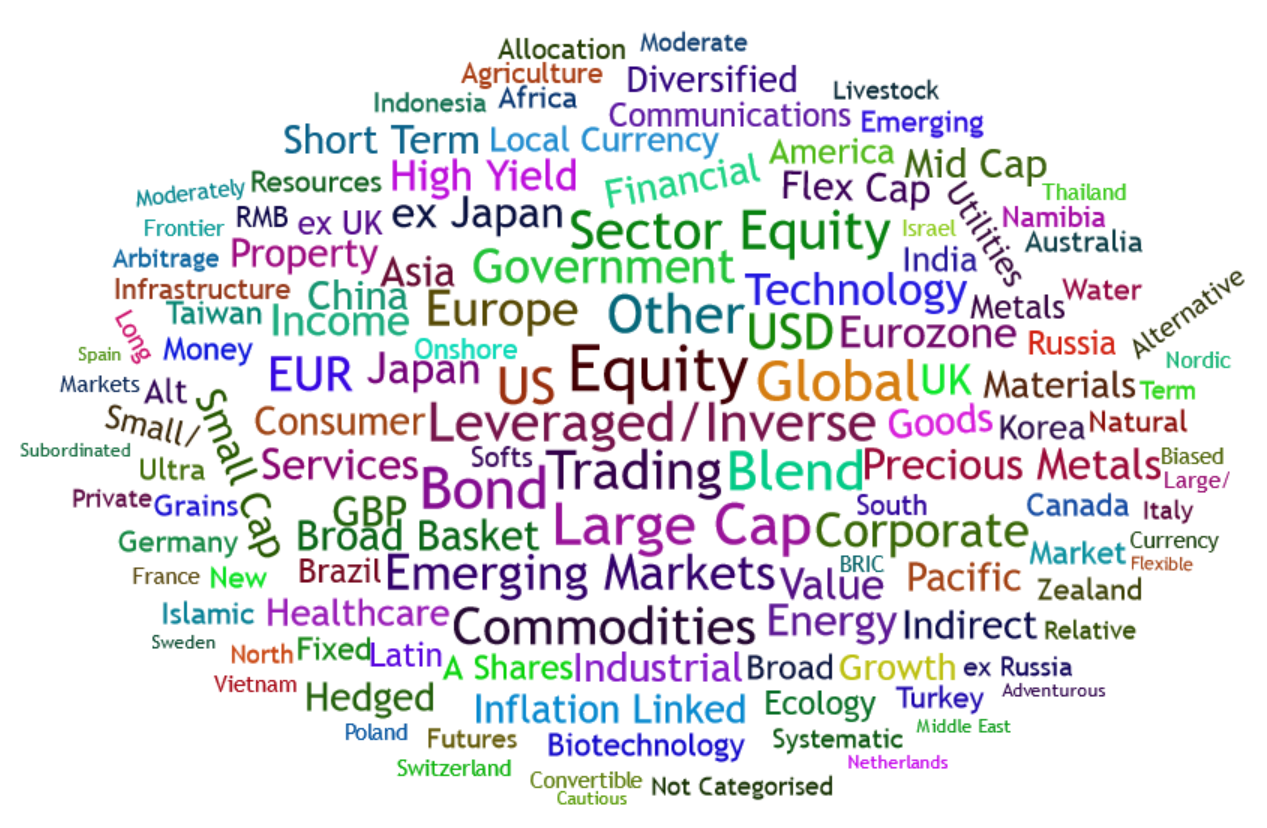 Allocation
Moderate
Agriculture
Diversified
Livestock
Indonesia
Africa
Communications
Emerging
Short Term
Local Currency
America
Mid Cap
Moderately
Resources
High Yield
Financial
Flex Cap
Utilities
Thailand
Frontier
RMB
ex UK
ex Japan
Sector Equity
Israel
Namibia
Arbitrage
Property
Asia
Government
India
Australia
Infrastructure
China
Europe
Other
Technology
Metals
Water
Alternative
Taiwan
Income
USD
Eurozone
Russia
Long
Spain
Money
Onshore
Nordic
Markets
Alt
EUR
Japan
US
Equity
Global
UK
Materials
Term
Small/
Small Cap
Consumer
Leveraged/Inverse
Goods
Korea
Natural
Subordinated
Ultra
Services
Softs
Trading
Blend
Precious Metals
Biased
Large/
Private
Grains
GBP
Bond
South
Canada
Italy
Germany
Broad Basket
Large Cap
Corporate
Market
Currency
France
New
Brazil
Emerging Markets
Value
BRIC
Pacific
Flexible
Zealand
Islamic
Healthcare
Commodities
Energy
Indirect
Relative
Sweden
North
Fixed
Latin
A Shares
Industrial
Broad
Growth
ex Russia
Vietnam
Hedged
Inflation Linked
Ecology
Turkey
Adventurous
Poland
Futures
Biotechnology
Systematic
Middle East
Switzerland
Netherlands
Convertible
Not Categorised
Cautious